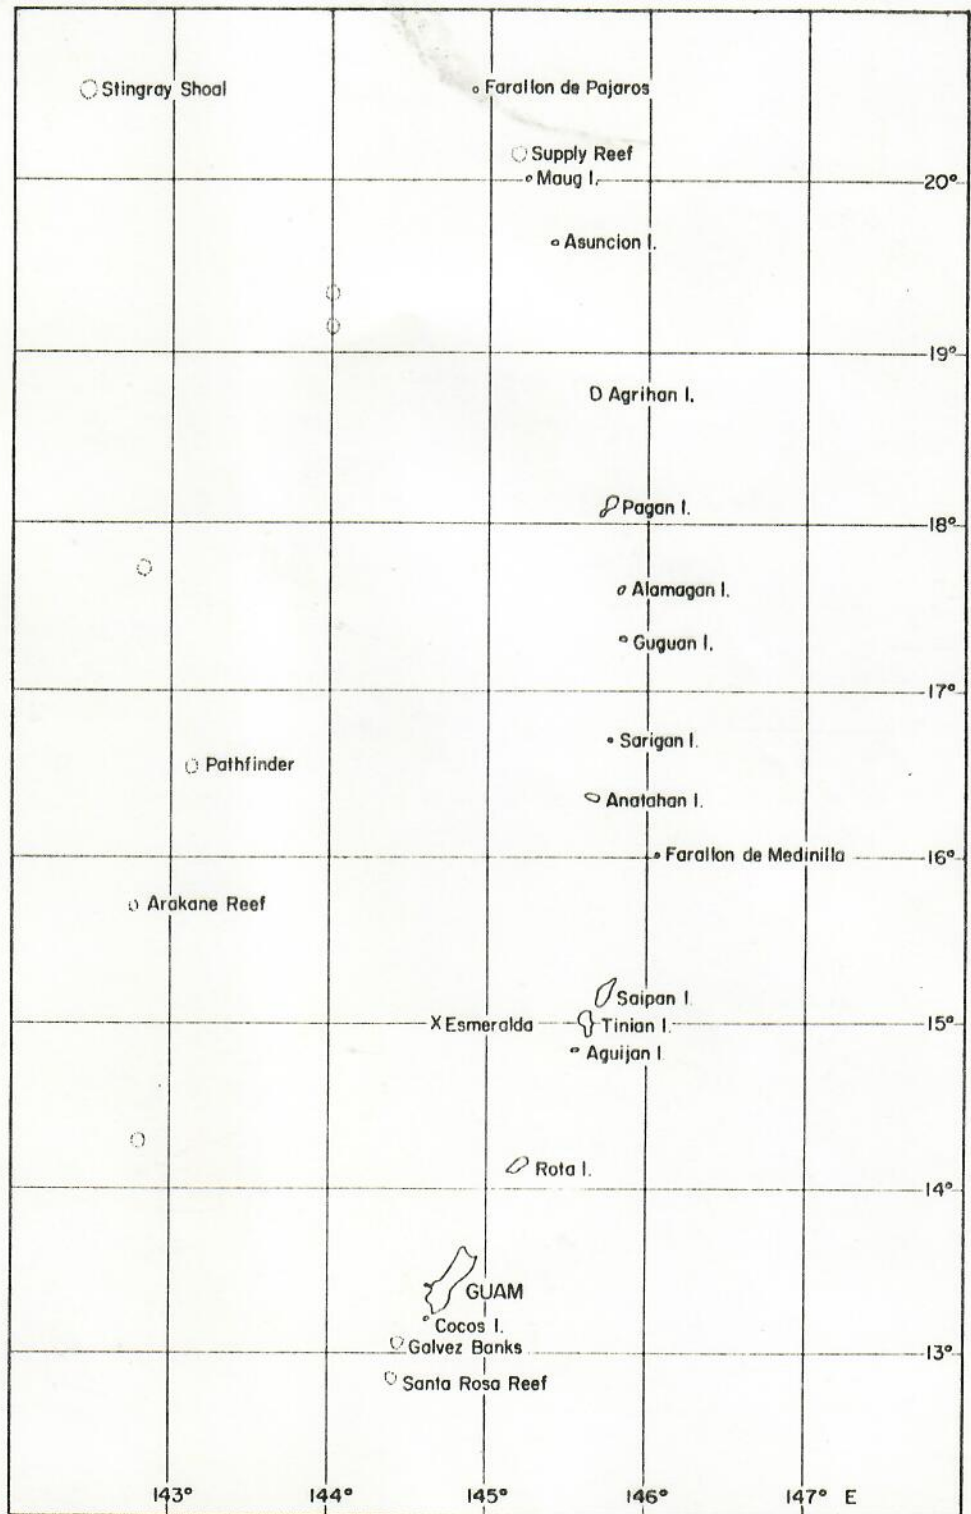 Stingray Shoal
Farallon de Pajaros
Supply Reef
Maug I.
20°
Asuncion I.
19°
Agrihan I.
Pagan I.
18°
Alamagan I.
Guguan I.
17°
Sarigan I.
Pathfinder
Anatahan I.
Farallon de Medinilla
16°
Arakane Reef
Saipan I.
X Esmeralda
Tinian I.
15°
Aguijan I.
Rota I.
14°
GUAM
Cocos I.
Galvez Banks
13°
Santa Rosa Reef
143° 144° 145° 146° 147° E